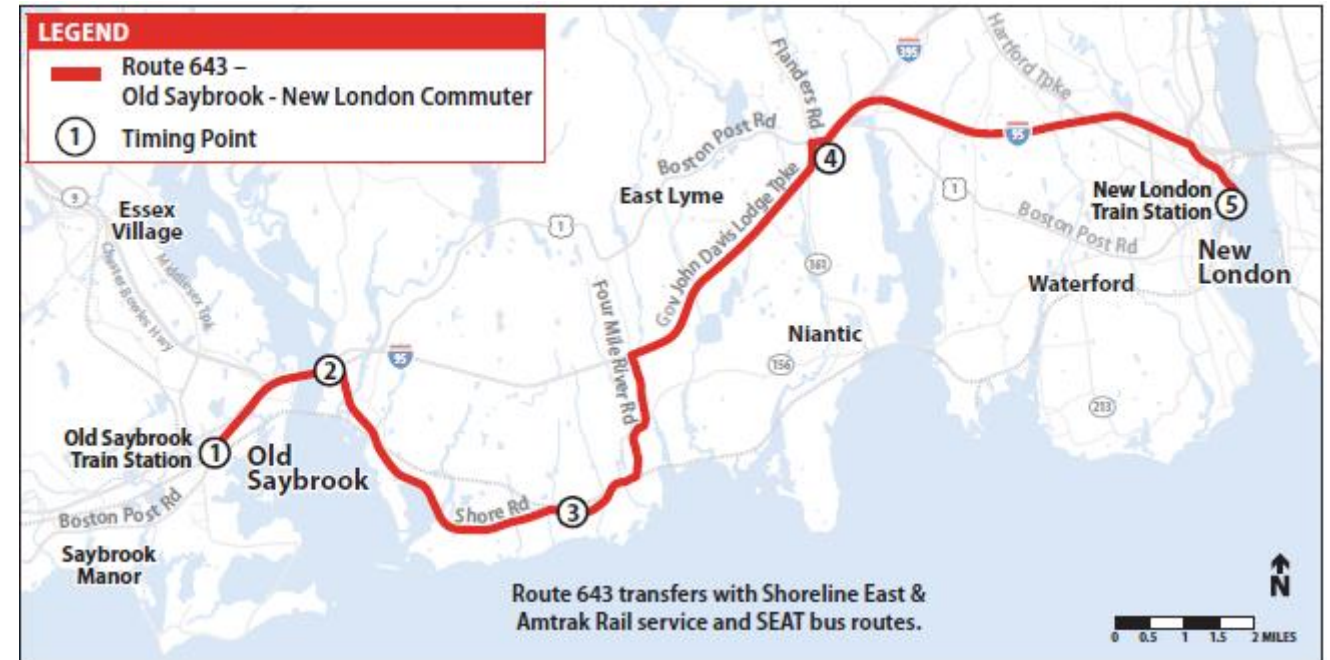 LEGEND
Route 643 –
Old Saybrook - New London Commuter
1
Timing Point
Flanders Rd
395
Hartford Tpke
Boston Post Rd
95
4
East Lyme
Gov John Davis Lodge Tpke
1
New London
Train Station
5
Boston Post Rd
New
London
9
Essex
Village
Middlesex Tpk
Chester Bowles Hwy
1
161
Waterford
Four Mile River Rd
Niantic
2
95
156
213
Old Saybrook
Train Station
1
Old
Saybrook
Boston Post Rd
Shore Rd
3
Saybrook
Manor
Route 643 transfers with Shoreline East &
Amtrak Rail service and SEAT bus routes.
N
0 0.5 1 1.5 2 MILES